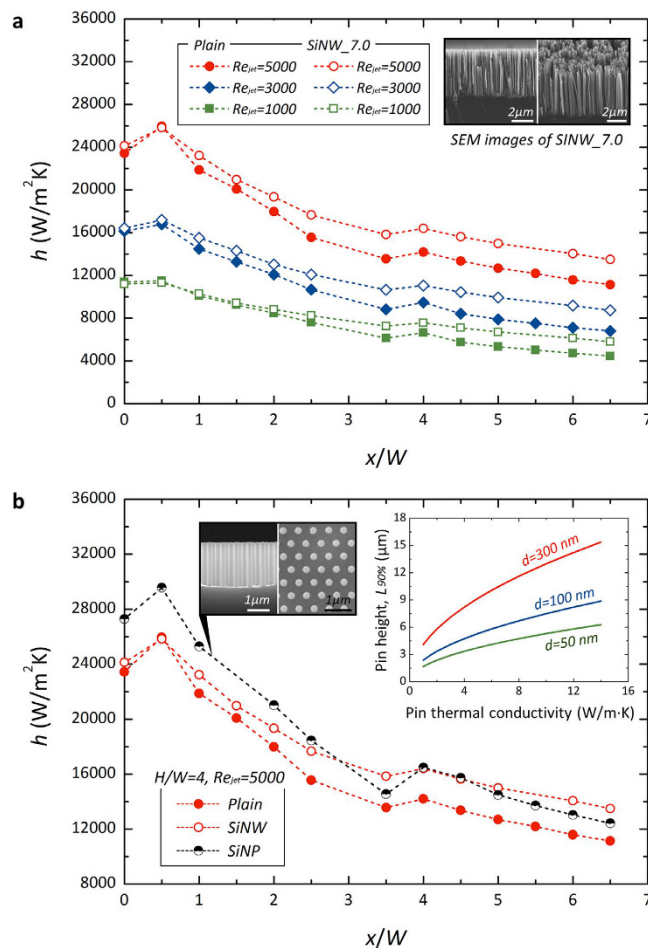 a
36000
32000
28000
24000
20000
16000
12000
8000
4000
0
h (W/m²K)
Plain SiNW_7.0
Re_jet=5000 Re_jet=5000
Re_jet=3000 Re_jet=3000
Re_jet=1000 Re_jet=1000
2μm 2μm
SEM images of SINW_7.0
0 1 2 3 4 5 6 7
x/W
b
36000
32000
28000
24000
20000
16000
12000
8000
h (W/m²K)
1μm 1μm
18
15
12
9
6
3
0
Pin height, L90% (μm)
d=300 nm
d=100 nm
d=50 nm
0 4 8 12 16
Pin thermal conductivity (W/m·K)
H/W=4, Re_jet=5000
Plain
SiNW
SiNP
0 1 2 3 4 5 6 7
x/W